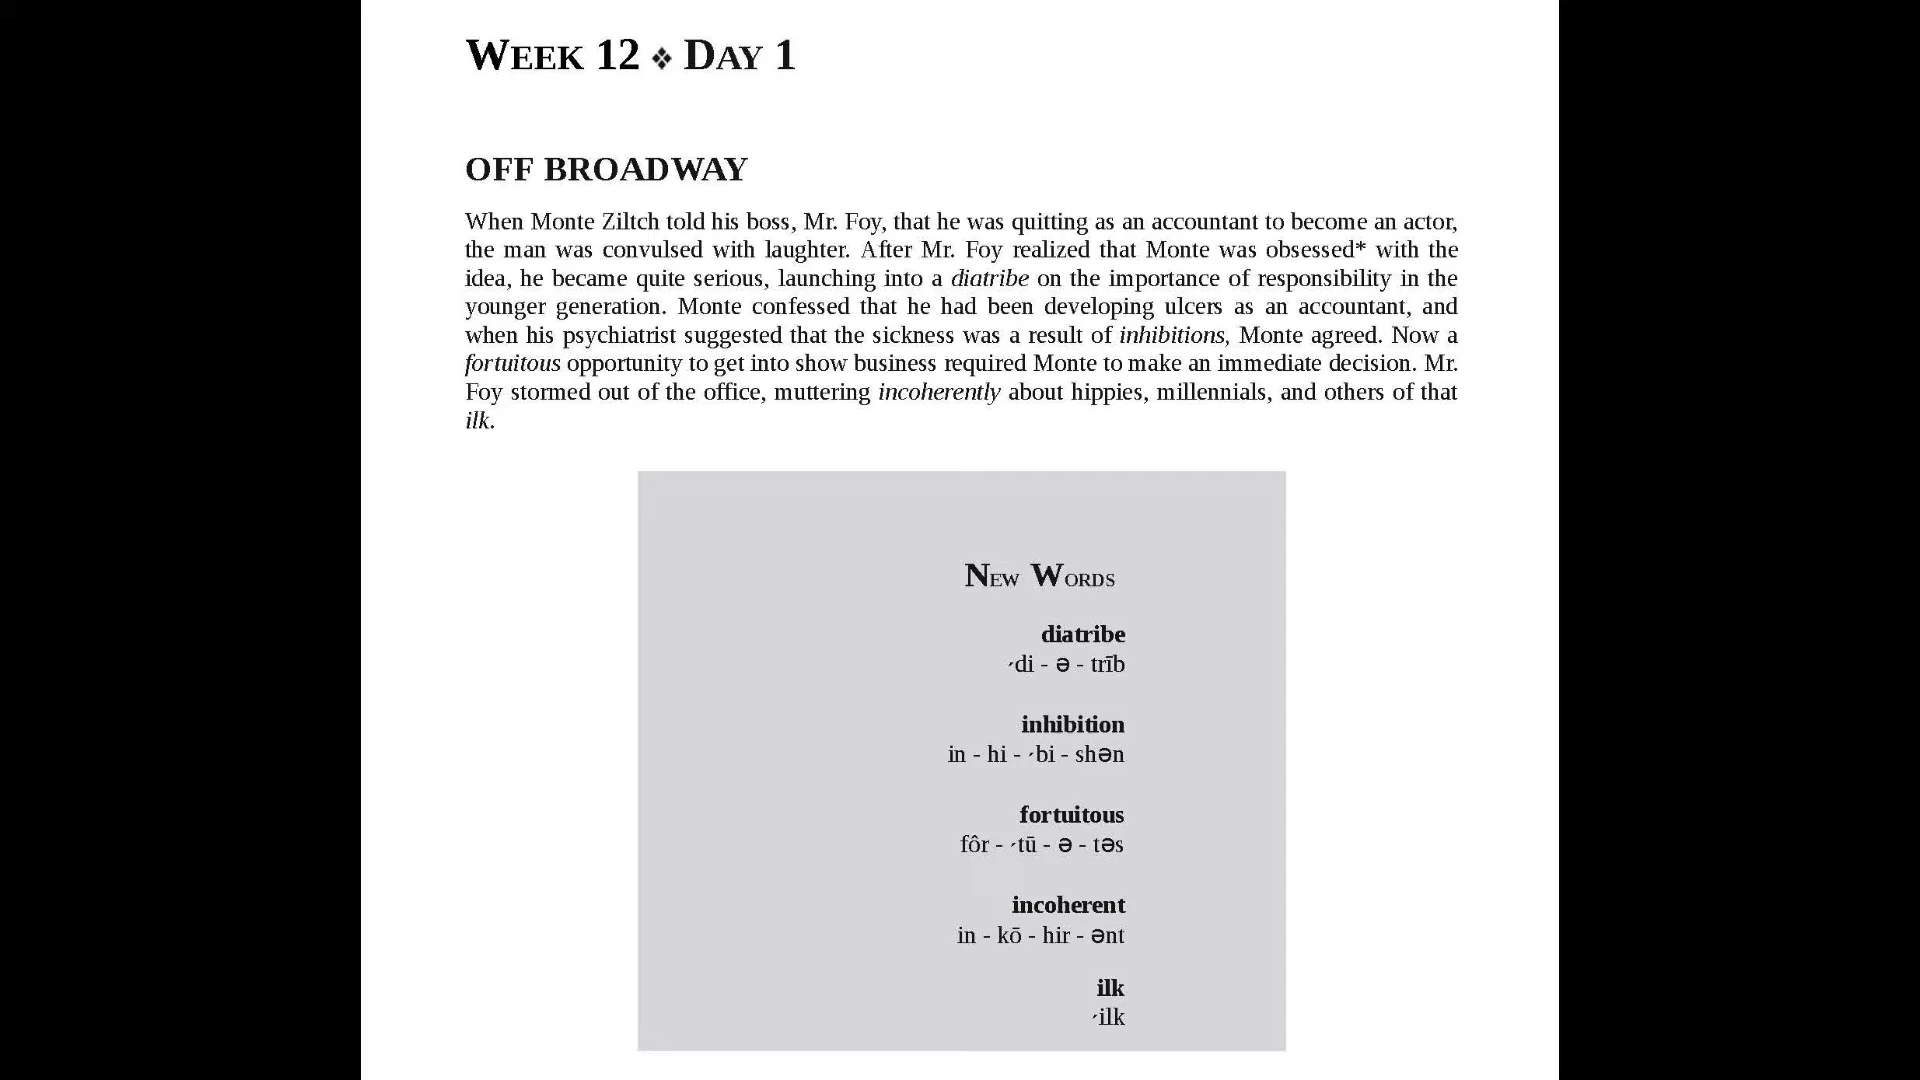 WEEK 12 ❖ DAY 1
OFF BROADWAY
When Monte Ziltch told his boss, Mr. Foy, that he was quitting as an accountant to become an actor,
the man was convulsed with laughter. After Mr. Foy realized that Monte was obsessed* with the
idea, he became quite serious, launching into a diatribe on the importance of responsibility in the
younger generation. Monte confessed that he had been developing ulcers as an accountant, and
when his psychiatrist suggested that the sickness was a result of inhibitions, Monte agreed. Now a
fortuitous opportunity to get into show business required Monte to make an immediate decision. Mr.
Foy stormed out of the office, muttering incoherently about hippies, millennials, and others of that
ilk.
NEW WORDS
diatribe
ˊdi - ə - trīb
inhibition
in - hi - ˊbi - shən
fortuitous
fôr - ˊtū - ə - təs
incoherent
in - kō - hir - ənt
ilk
ˊilk